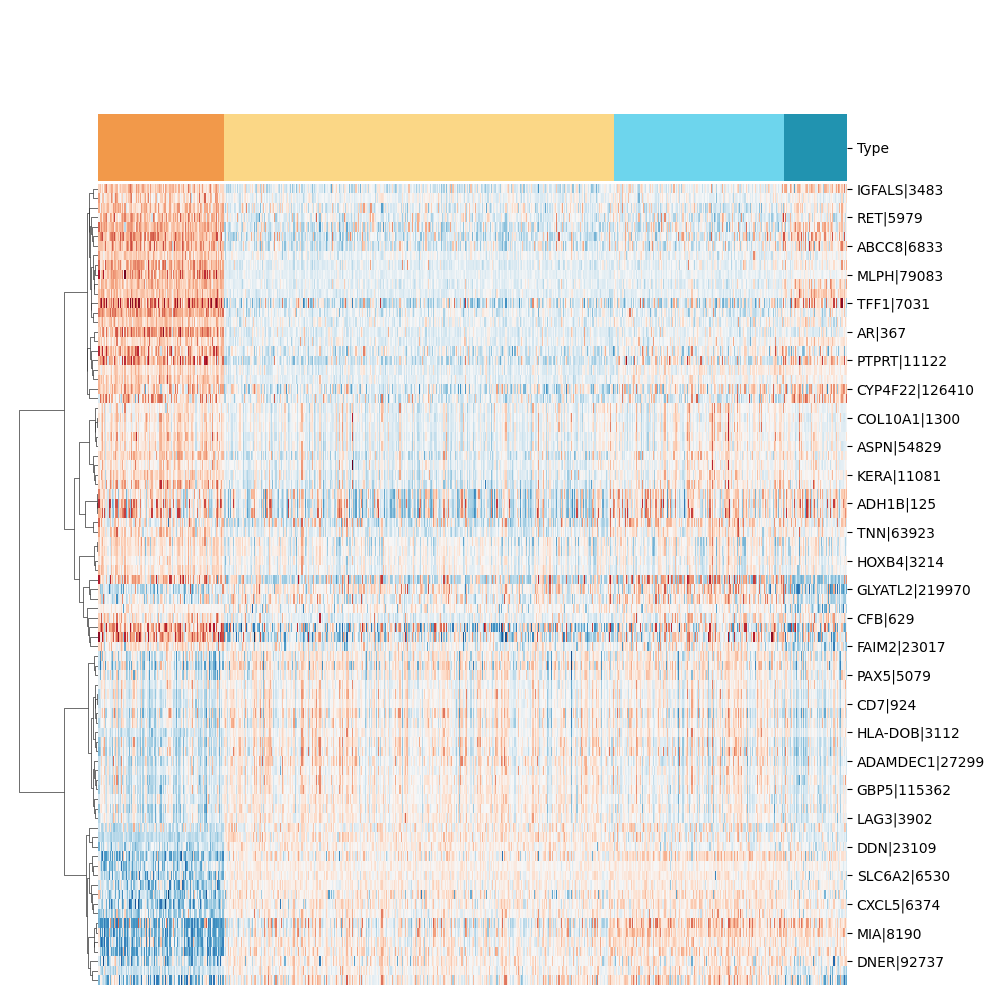 Type
IGFALS|3483
RET|5979
ABCC8|6833
MLPH|79083
TFF1|7031
AR|367
PTPRT|11122
CYP4F22|126410
COL10A1|1300
ASPN|54829
KERA|11081
ADH1B|125
TNN|63923
HOXB4|3214
GLYATL2|219970
CFB|629
FAIM2|23017
PAX5|5079
CD7|924
HLA-DOB|3112
ADAMDEC1|27299
GBP5|115362
LAG3|3902
DDN|23109
SLC6A2|6530
CXCL5|6374
MIA|8190
DNER|92737